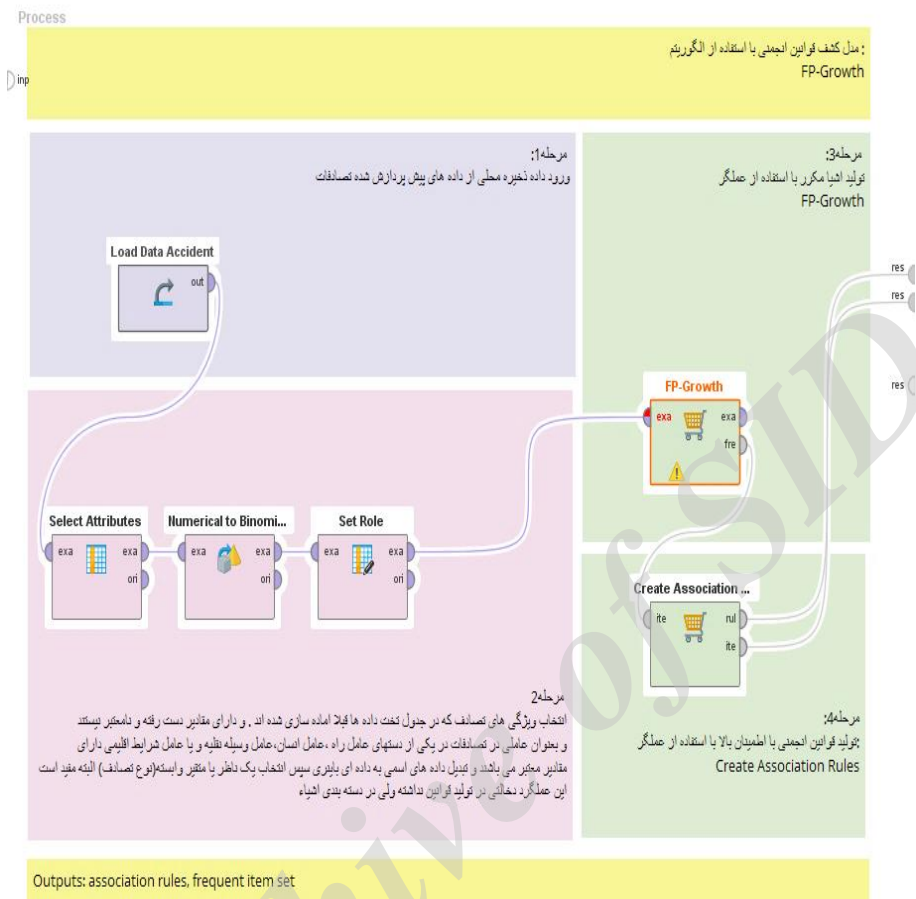 Process
مدل کشف قوانین انجمنی با استفاده از الگوریتم :
FP-Growth
inp
مرحله1:
ورود داده ذخیره محلی از داده های پیش پردازش شده تصادفات
Load Data Accident
out
مرحله3:
تولید اشیا مکرر با استفاده از عملگر
FP-Growth
res
res
res
FP-Growth
exa exa
fre
Select Attributes
exa exa
ori
Numerical to Binomi...
exa exa
ori
Set Role
exa exa
ori
Create Association ...
ite rul
ite
مرحله2
انتخاب ویژگی های تصادف که در جدول تخت داده ها قبلا اماده سازی شده اند . و دارای مقادیر دست رفته و نامعتبر نیستند
و بعنوان عاملی در تصادفات در یکی از دستهای عامل راه ،عامل انسان،عامل وسیله نقلیه و یا عامل شرایط اقلیمی دارای
مقادیر معتبر می باشند و تبدیل داده های اسمی به داده ای باینری سپس انتخاب یک ناظر یا متغیر وابسته(نوع تصادف) البته مفید است
این عملگرد دخالتی در تولید قوانین نداشته ولی در دسته بندی اشیاء
مرحله4:
تولید قوانین انجمنی با اطمینان بالا با استفاده از عملگر:
Create Association Rules
Outputs: association rules, frequent item set
Archive of SID